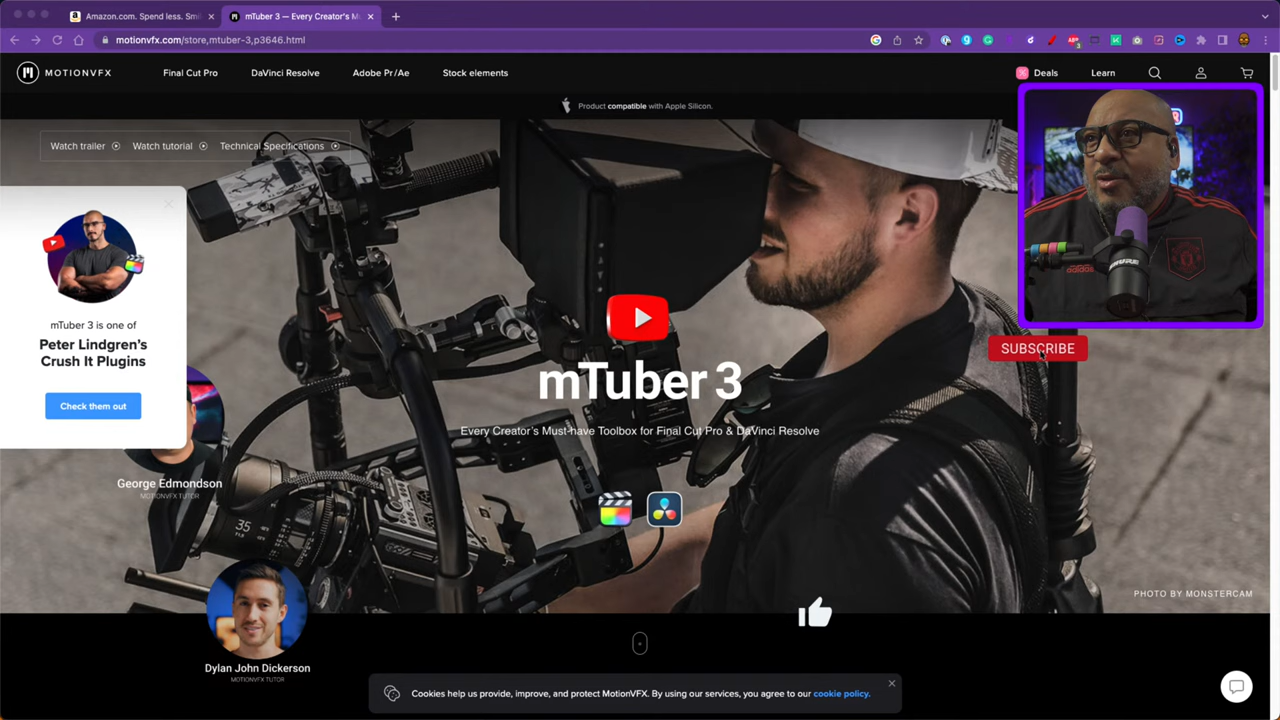 Amazon.com. Spend less. Smi
mTuber 3 — Every Creator's M
motionvfx.com/store,mtuber-3,p3646.html
MOTIONVFX
Final Cut Pro
DaVinci Resolve
Adobe Pr/Ae
Stock elements
Deals
Learn
Product compatible with Apple Silicon.
Watch trailer
Watch tutorial
Technical Specifications
mTuber 3 is one of
Peter Lindgren's
Crush It Plugins
Check them out
adidas
SUBSCRIBE
mTuber 3
Every Creator's Must-have Toolbox for Final Cut Pro & DaVinci Resolve
George Edmondson
MOTIONVFX TUTOR
35
PHOTO BY MONSTERCAM
Dylan John Dickerson
MOTIONVFX TUTOR
Cookies help us provide, improve, and protect MotionVFX. By using our services, you agree to our cookie policy.